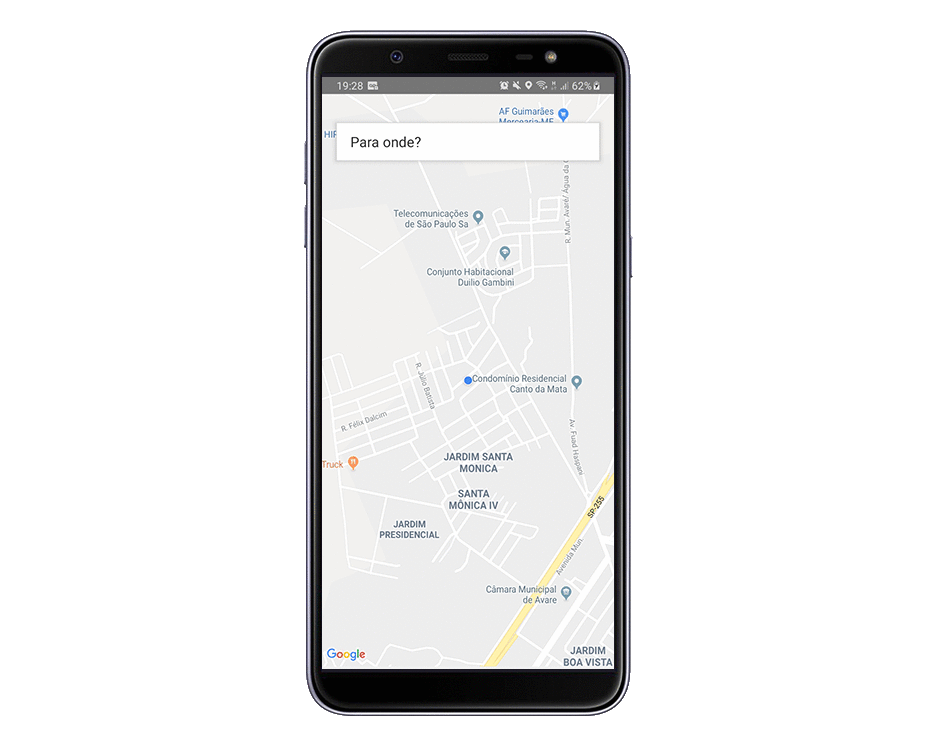 19:28
62%
AF Guimarães
Mercearia-ME
HIP
Para onde?
R. Mun. Avaré/ Água da
Telecomunicações
de São Paulo Sa
Conjunto Habitacional
Duilio Gambini
R. Júlio Batista
Condomínio Residencial
Canto da Mata
R. Félix Dalcim
Av. Fuad Haspani
Truck
JARDIM SANTA
MONICA
SANTA
MÔNICA IV
SP-255
JARDIM
PRESIDENCIAL
Avenida Mun.
Câmara Municipal
de Avare
Google
JARDIM
BOA VISTA